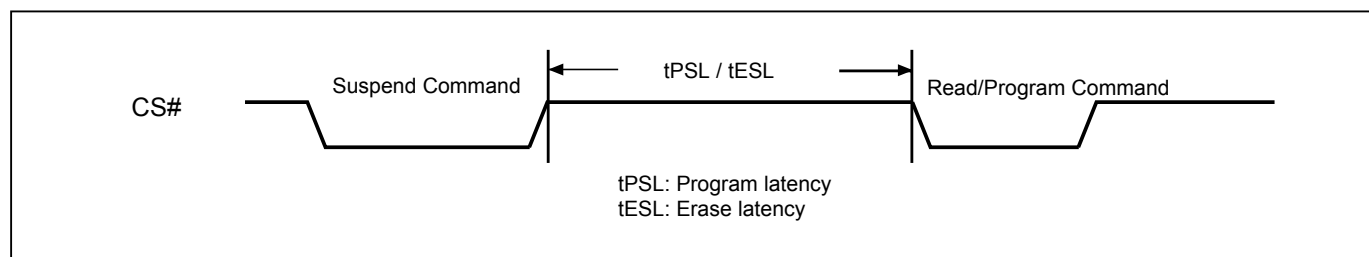 tPSL / tESL
Suspend Command
Read/Program Command
CS#
tPSL: Program latency
tESL: Erase latency